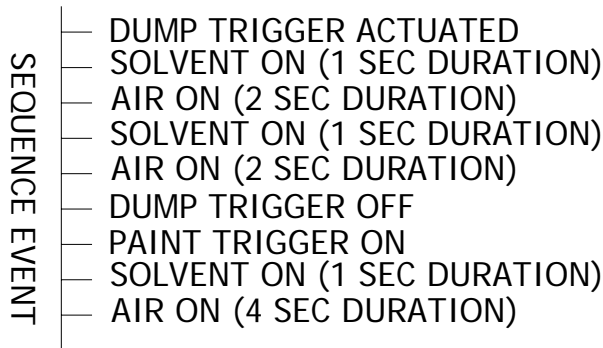 SEQUENCE EVENT
DUMP TRIGGER ACTUATED
SOLVENT ON (1 SEC DURATION)
AIR ON (2 SEC DURATION)
SOLVENT ON (1 SEC DURATION)
AIR ON (2 SEC DURATION)
DUMP TRIGGER OFF
PAINT TRIGGER ON
SOLVENT ON (1 SEC DURATION)
AIR ON (4 SEC DURATION)